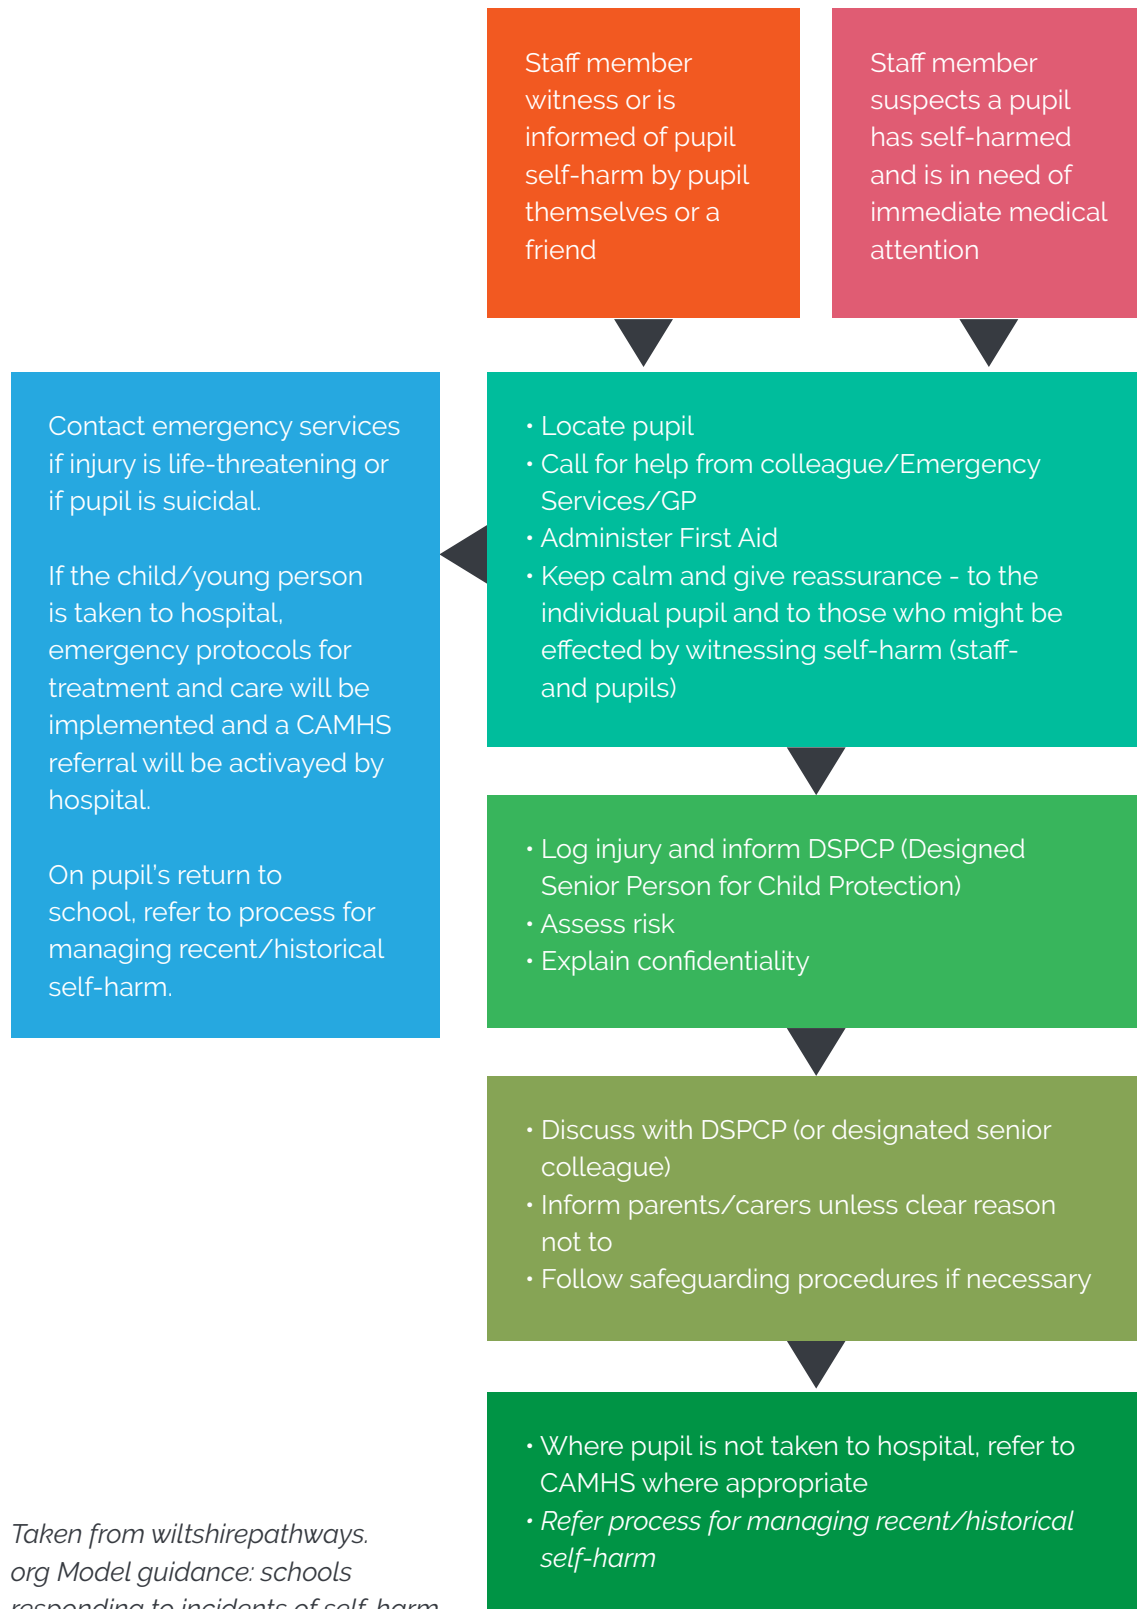 Staff member
witness or is
informed of pupil
self-harm by pupil
themselves or a
friend
Staff member
suspects a pupil
has self-harmed
and is in need of
immediate medical
attention
Contact emergency services
if injury is life-threatening or
if pupil is suicidal.
If the child/young person
is taken to hospital,
emergency protocols for
treatment and care will be
implemented and a CAMHS
referral will be activayed by
hospital.
On pupil's return to
school, refer to process for
managing recent/historical
self-harm.
• Locate pupil
• Call for help from colleague/Emergency
Services/GP
• Administer First Aid
• Keep calm and give reassurance - to the
individual pupil and to those who might be
effected by witnessing self-harm (staff-
and pupils)
• Log injury and inform DSPCP (Designed
Senior Person for Child Protection)
• Assess risk
• Explain confidentiality
• Discuss with DSPCP (or designated senior
colleague)
• Inform parents/carers unless clear reason
not to
• Follow safeguarding procedures if necessary
• Where pupil is not taken to hospital, refer to
CAMHS where appropriate
• Refer process for managing recent/historical
self-harm
Taken from wiltshirepathways.
org Model guidance: schools
responding to incidents of self-harm